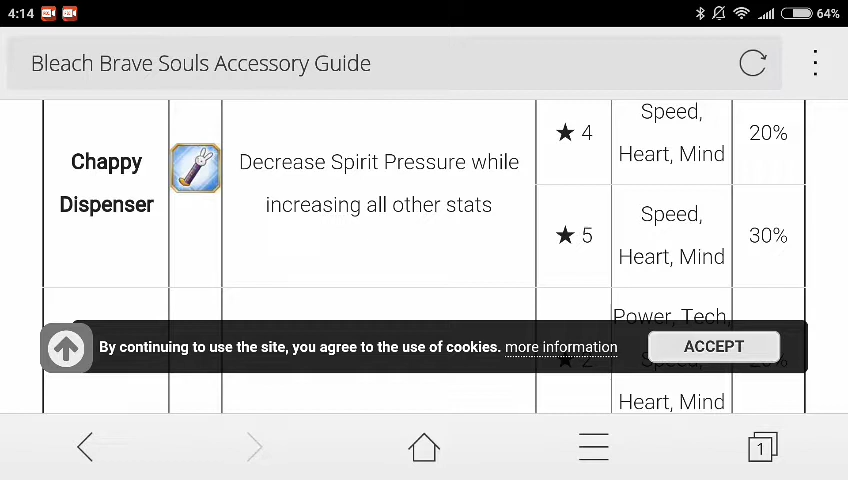 4:14
64%
Bleach Brave Souls Accessory Guide
Speed,
★ 4
20%
Heart, Mind
Chappy
Dispenser
Decrease Spirit Pressure while
increasing all other stats
Speed,
★ 5
30%
Heart, Mind
Power, Tech,
By continuing to use the site, you agree to the use of cookies. more information
ACCEPT
Heart, Mind
1